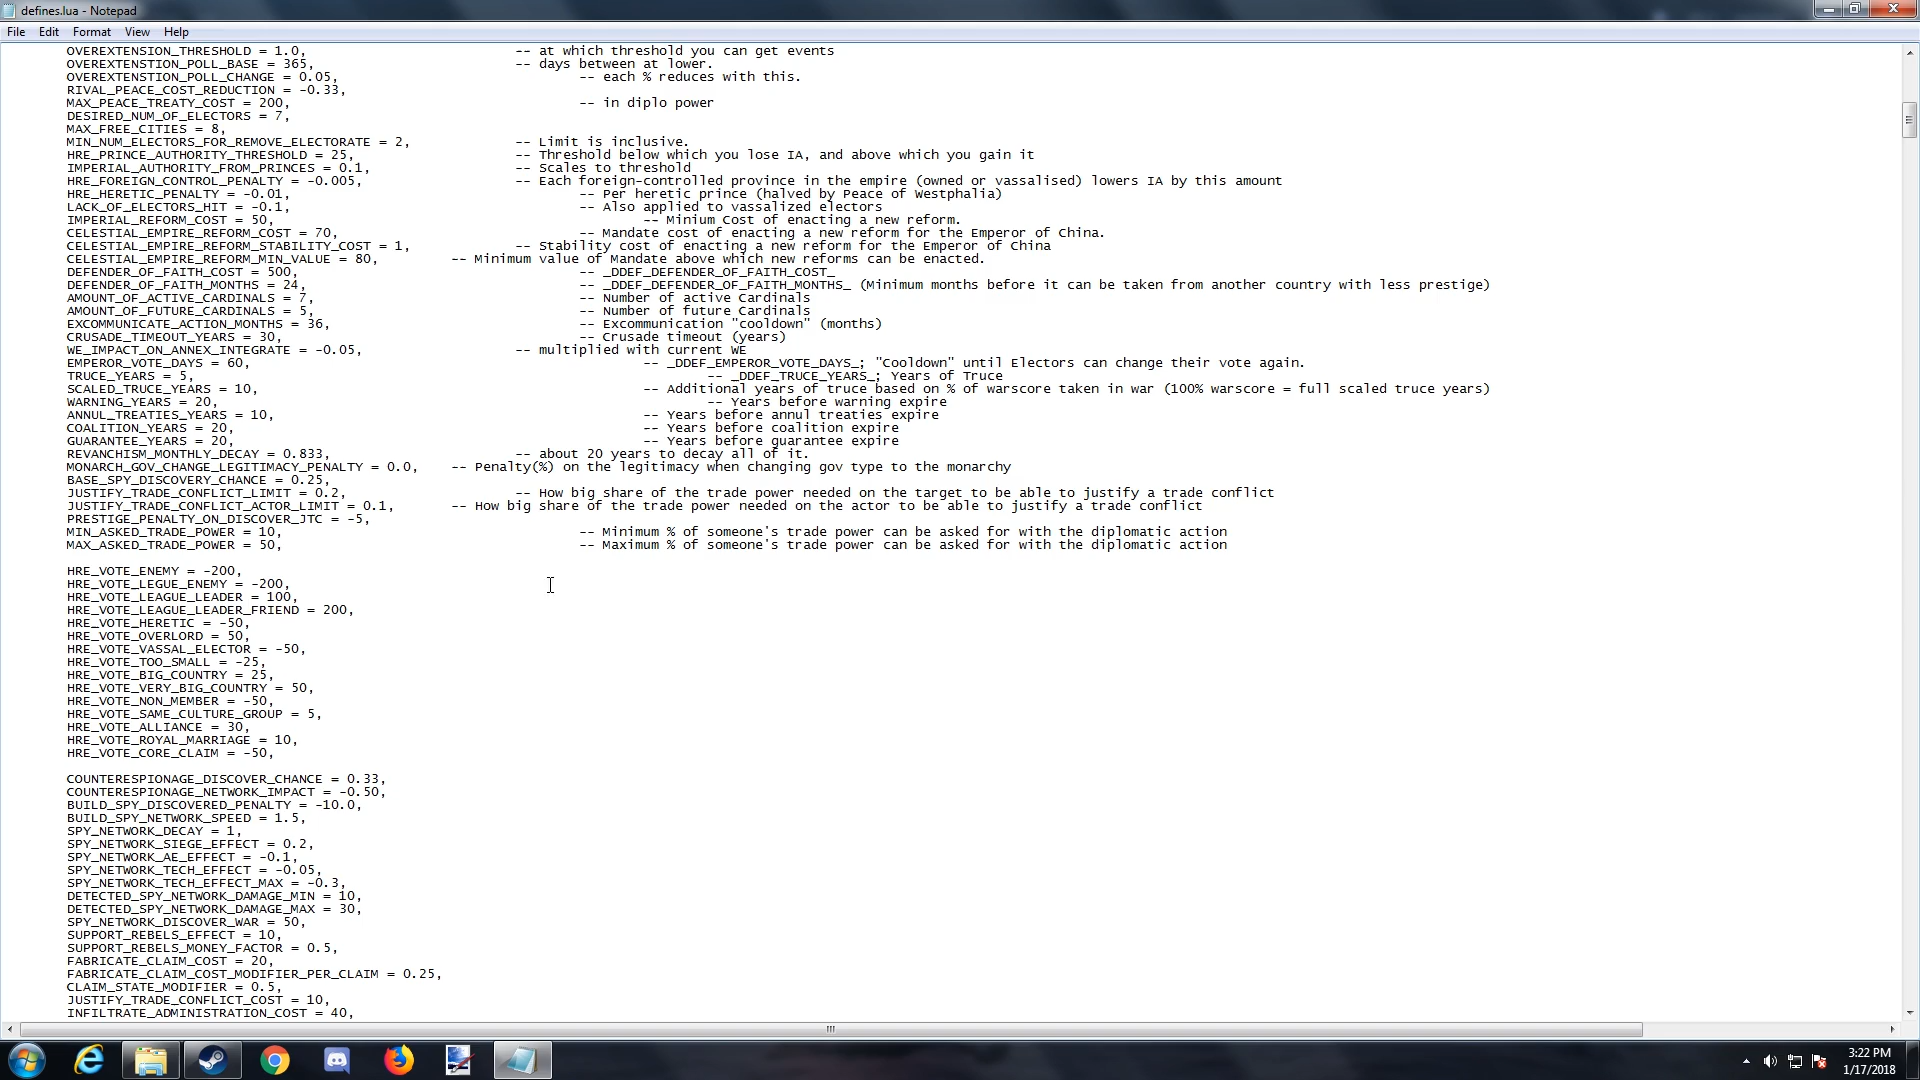 defines.lua - Notepad
File Edit Format View Help
OVEREXTENSION_THRESHOLD = 1.0, -- at which threshold you can get events
OVEREXTENSTION_POLL_BASE = 365, -- days between at lower.
OVEREXTENSTION_POLL_CHANGE = 0.05, -- each % reduces with this.
RIVAL_PEACE_COST_REDUCTION = -0.33,
MAX_PEACE_TREATY_COST = 200, -- in diplo power
DESIRED_NUM_OF_ELECTORS = 7,
MAX_FREE_CITIES = 8,
MIN_NUM_ELECTORS_FOR_REMOVE_ELECTORATE = 2, -- Limit is inclusive.
HRE_PRINCE_AUTHORITY_THRESHOLD = 25, -- Threshold below which you lose IA, and above which you gain it
IMPERIAL_AUTHORITY_FROM_PRINCES = 0.1, -- Scales to threshold
HRE_FOREIGN_CONTROL_PENALTY = -0.005, -- Each foreign-controlled province in the empire (owned or vassalised) lowers IA by this amount
HRE_HERETIC_PENALTY = -0.01, -- Per heretic prince (halved by Peace of Westphalia)
LACK_OF_ELECTORS_HIT = -0.1, -- Also applied to vassalized electors
IMPERIAL_REFORM_COST = 50, -- Minium Cost of enacting a new reform.
CELESTIAL_EMPIRE_REFORM_COST = 70, -- Mandate cost of enacting a new reform for the Emperor of China.
CELESTIAL_EMPIRE_REFORM_STABILITY_COST = 1, -- Stability cost of enacting a new reform for the Emperor of China
CELESTIAL_EMPIRE_REFORM_MIN_VALUE = 80, -- Minimum value of Mandate above which new reforms can be enacted.
DEFENDER_OF_FAITH_COST = 500, -- _DDEF_DEFENDER_OF_FAITH_COST_
DEFENDER_OF_FAITH_MONTHS = 24, -- _DDEF_DEFENDER_OF_FAITH_MONTHS_ (Minimum months before it can be taken from another country with less prestige)
AMOUNT_OF_ACTIVE_CARDINALS = 7, -- Number of active Cardinals
AMOUNT_OF_FUTURE_CARDINALS = 5, -- Number of future Cardinals
EXCOMMUNICATE_ACTION_MONTHS = 36, -- Excommunication "cooldown" (months)
CRUSADE_TIMEOUT_YEARS = 30, -- Crusade timeout (years)
WE_IMPACT_ON_ANNEX_INTEGRATE = -0.05, -- multiplied with current WE
EMPEROR_VOTE_DAYS = 60, -- _DDEF_EMPEROR_VOTE_DAYS_; "Cooldown" until Electors can change their vote again.
TRUCE_YEARS = 5, -- _DDEF_TRUCE_YEARS_; Years of Truce
SCALED_TRUCE_YEARS = 10, -- Additional years of truce based on % of warscore taken in war (100% warscore = full scaled truce years)
WARNING_YEARS = 20, -- Years before warning expire
ANNUL_TREATIES_YEARS = 10, -- Years before annul treaties expire
COALITION_YEARS = 20, -- Years before coalition expire
GUARANTEE_YEARS = 20, -- Years before guarantee expire
REVANCHISM_MONTHLY_DECAY = 0.833, -- about 20 years to decay all of it.
MONARCH_GOV_CHANGE_LEGITIMACY_PENALTY = 0.0, -- Penalty(%) on the legitimacy when changing gov type to the monarchy
BASE_SPY_DISCOVERY_CHANCE = 0.25,
JUSTIFY_TRADE_CONFLICT_LIMIT = 0.2, -- How big share of the trade power needed on the target to be able to justify a trade conflict
JUSTIFY_TRADE_CONFLICT_ACTOR_LIMIT = 0.1, -- How big share of the trade power needed on the actor to be able to justify a trade conflict
PRESTIGE_PENALTY_ON_DISCOVER_JTC = -5,
MIN_ASKED_TRADE_POWER = 10, -- Minimum % of someone's trade power can be asked for with the diplomatic action
MAX_ASKED_TRADE_POWER = 50, -- Maximum % of someone's trade power can be asked for with the diplomatic action
HRE_VOTE_ENEMY = -200,
HRE_VOTE_LEGUE_ENEMY = -200,
HRE_VOTE_LEAGUE_LEADER = 100,
HRE_VOTE_LEAGUE_LEADER_FRIEND = 200,
HRE_VOTE_HERETIC = -50,
HRE_VOTE_OVERLORD = 50,
HRE_VOTE_VASSAL_ELECTOR = -50,
HRE_VOTE_TOO_SMALL = -25,
HRE_VOTE_BIG_COUNTRY = 25,
HRE_VOTE_VERY_BIG_COUNTRY = 50,
HRE_VOTE_NON_MEMBER = -50,
HRE_VOTE_SAME_CULTURE_GROUP = 5,
HRE_VOTE_ALLIANCE = 30,
HRE_VOTE_ROYAL_MARRIAGE = 10,
HRE_VOTE_CORE_CLAIM = -50,
COUNTERESPIONAGE_DISCOVER_CHANCE = 0.33,
COUNTERESPIONAGE_NETWORK_IMPACT = -0.50,
BUILD_SPY_DISCOVERED_PENALTY = -10.0,
BUILD_SPY_NETWORK_SPEED = 1.5,
SPY_NETWORK_DECAY = 1,
SPY_NETWORK_SIEGE_EFFECT = 0.2,
SPY_NETWORK_AE_EFFECT = -0.1,
SPY_NETWORK_TECH_EFFECT = -0.05,
SPY_NETWORK_TECH_EFFECT_MAX = -0.3,
DETECTED_SPY_NETWORK_DAMAGE_MIN = 10,
DETECTED_SPY_NETWORK_DAMAGE_MAX = 30,
SPY_NETWORK_DISCOVER_WAR = 50,
SUPPORT_REBELS_EFFECT = 10,
SUPPORT_REBELS_MONEY_FACTOR = 0.5,
FABRICATE_CLAIM_COST = 20,
FABRICATE_CLAIM_COST_MODIFIER_PER_CLAIM = 0.25,
CLAIM_STATE_MODIFIER = 0.5,
JUSTIFY_TRADE_CONFLICT_COST = 10,
INFILTRATE_ADMINISTRATION_COST = 40,
3:22 PM
1/17/2018